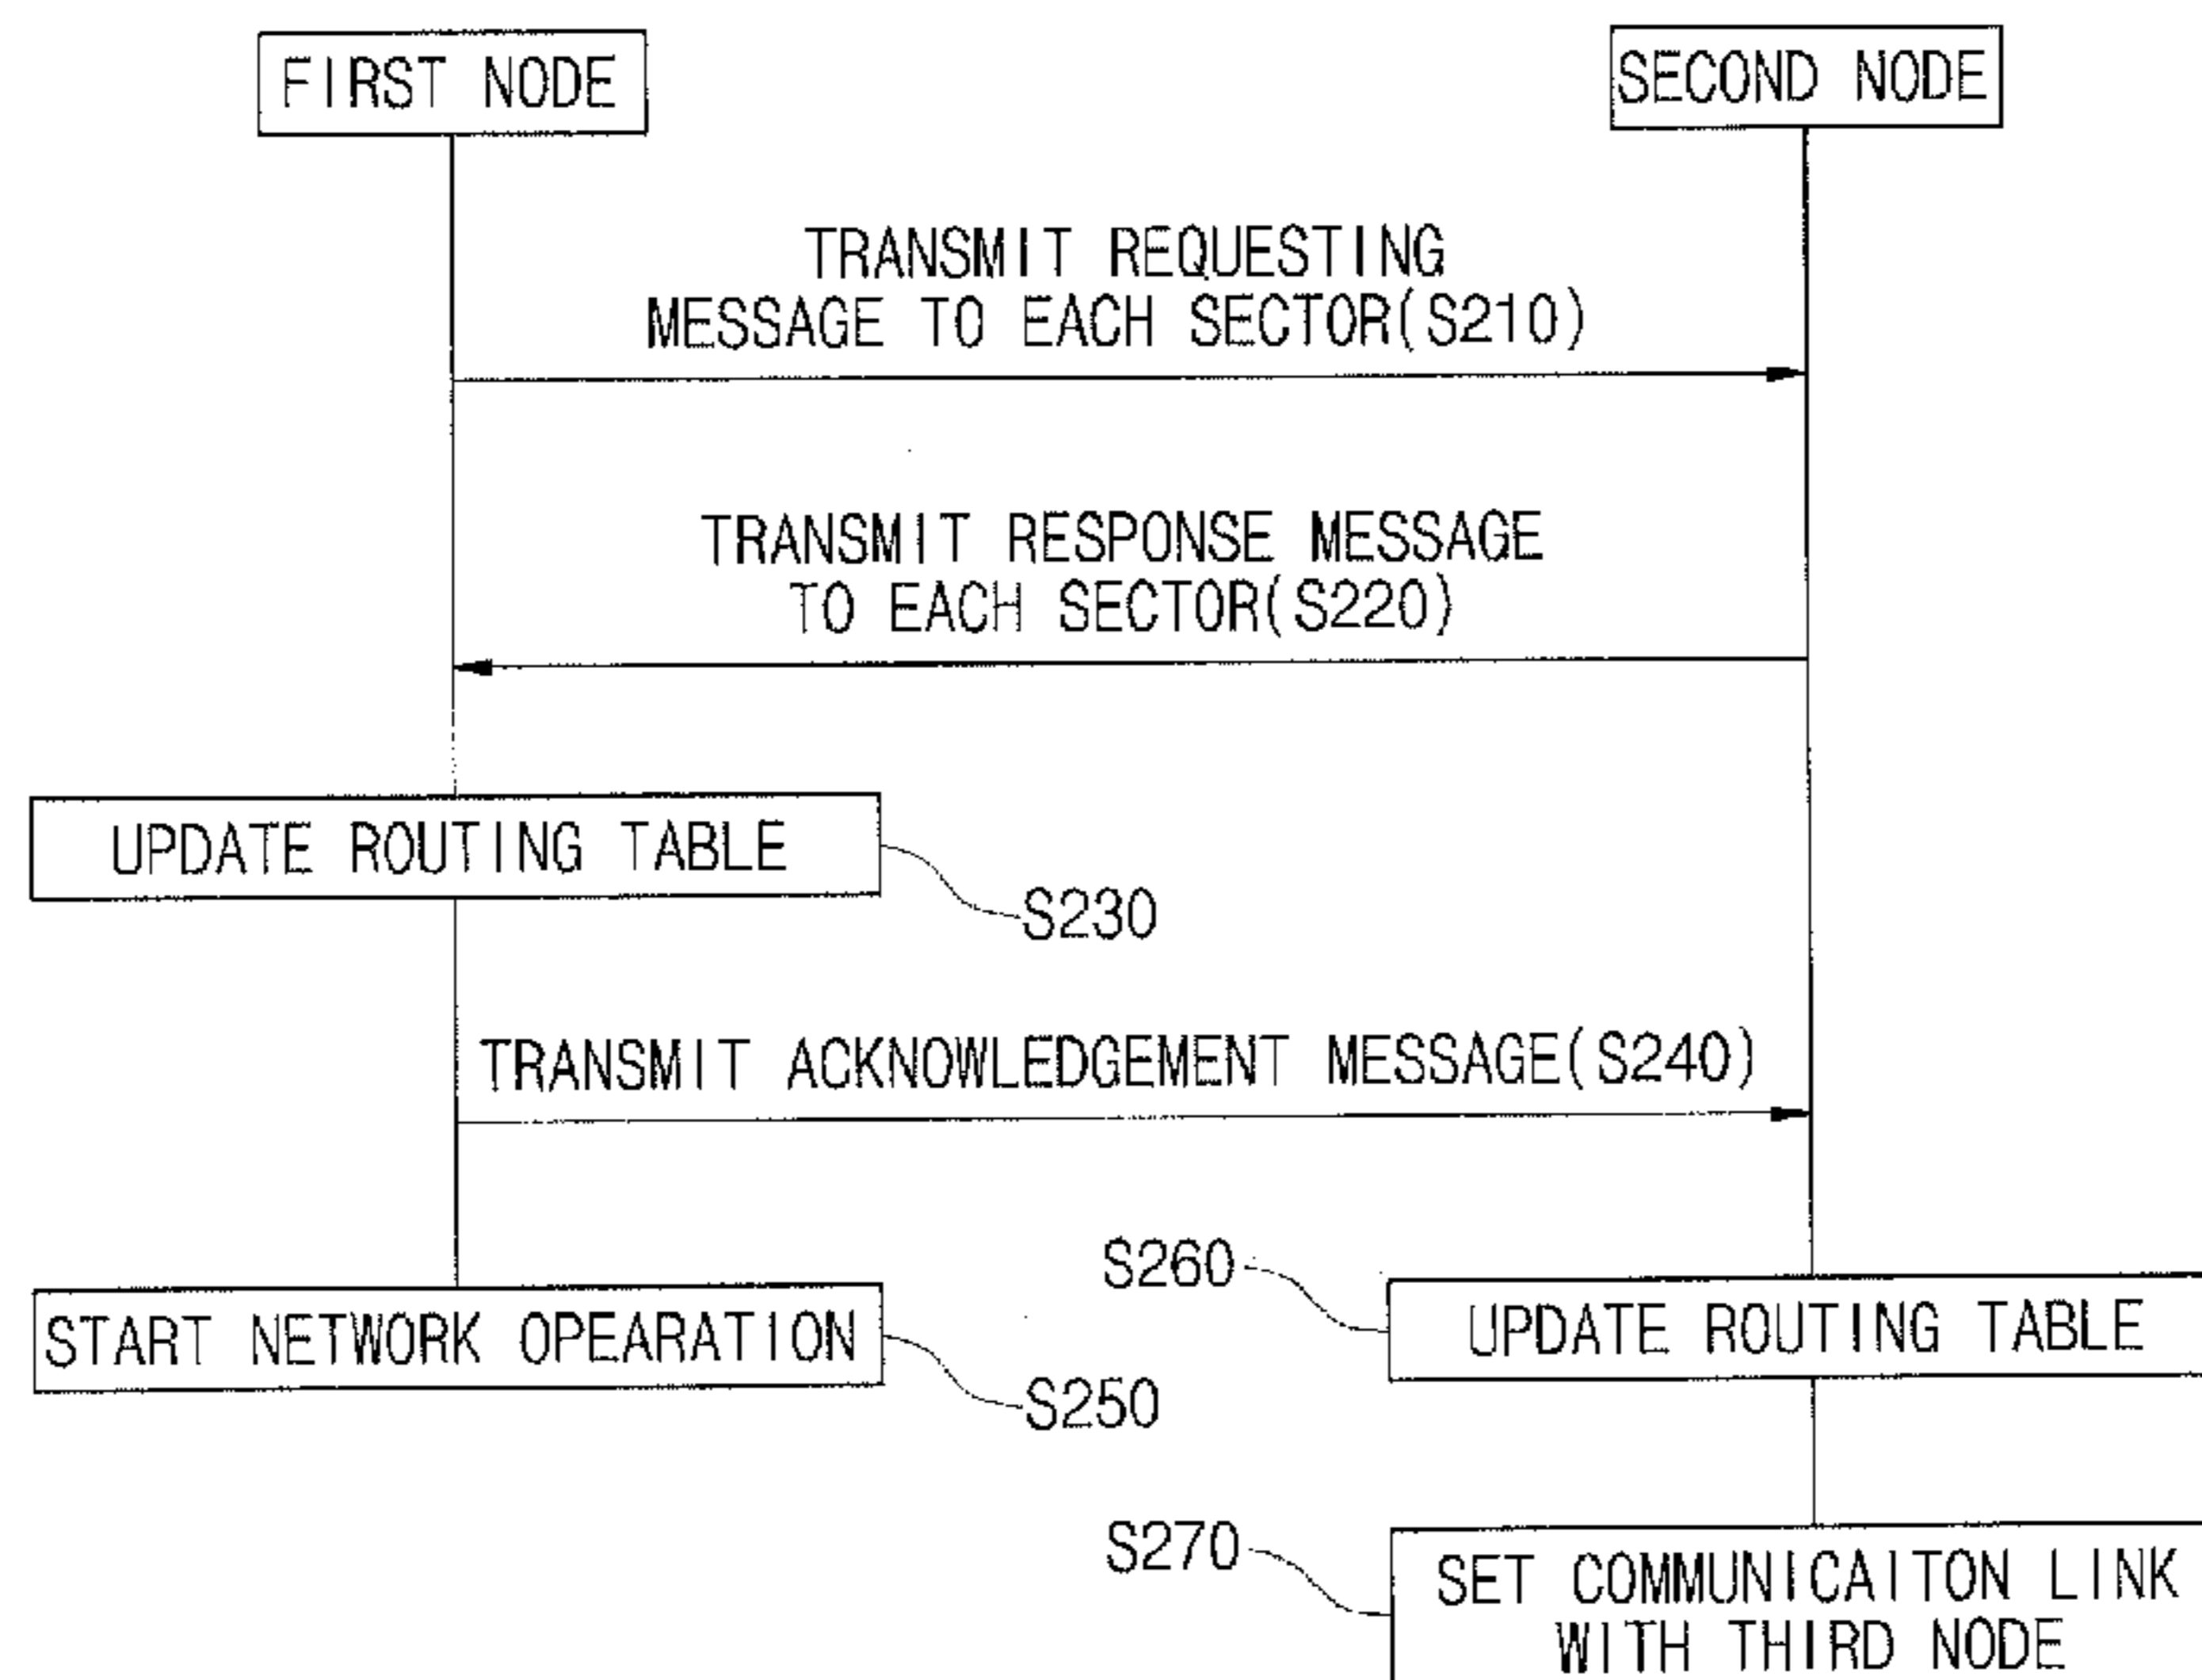 FIRST NODE
SECOND NODE
TRANSMIT REQUESTING
MESSAGE TO EACH SECTOR(S210)
TRANSMIT RESPONSE MESSAGE
TO EACH SECTOR(S220)
UPDATE ROUTING TABLE
S230
TRANSMIT ACKNOWLEDGEMENT MESSAGE(S240)
S260
START NETWORK OPEARATION
UPDATE ROUTING TABLE
S250
S270
SET COMMUNICAITON LINK
WITH THIRD NODE